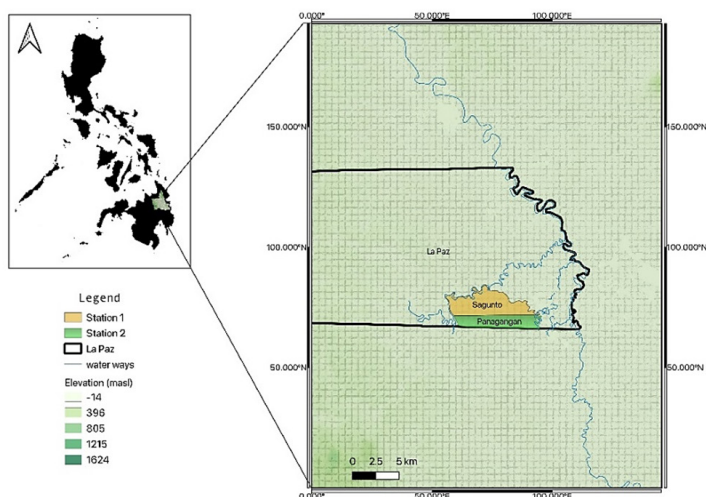 0.000° 50.000°E 100.000°E
150.000°N 150.000°N
La Paz
100.000°N 100.000°N
Sagunto
Panagangan
50.000°N 50.000°N
0 2.5 5 km
0.000° 50.000°E 100.000°E
Legend
Station 1
Station 2
La Paz
water ways
Elevation (masl)
-14
396
805
1215
1624